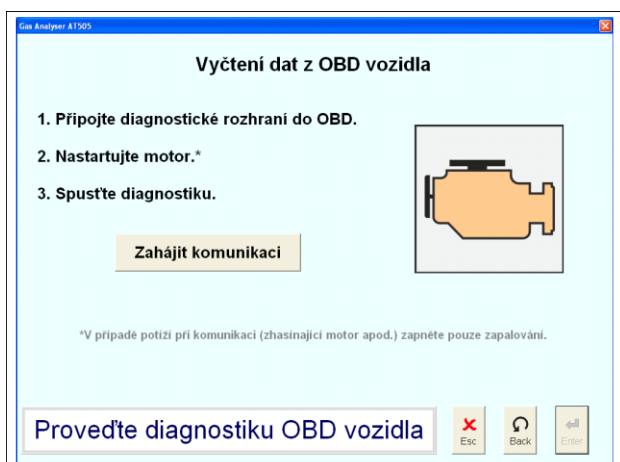 Gas Analyser AT505
Vyčtení dat z OBD vozidla
1. Připojte diagnostické rozhraní do OBD.
2. Nastartujte motor.*
3. Spusťte diagnostiku.
Zahájit komunikaci
*V případě potíží při komunikaci (zhasínající motor apod.) zapněte pouze zapalování.
Proveďte diagnostiku OBD vozidla
Esc
Back
Enter